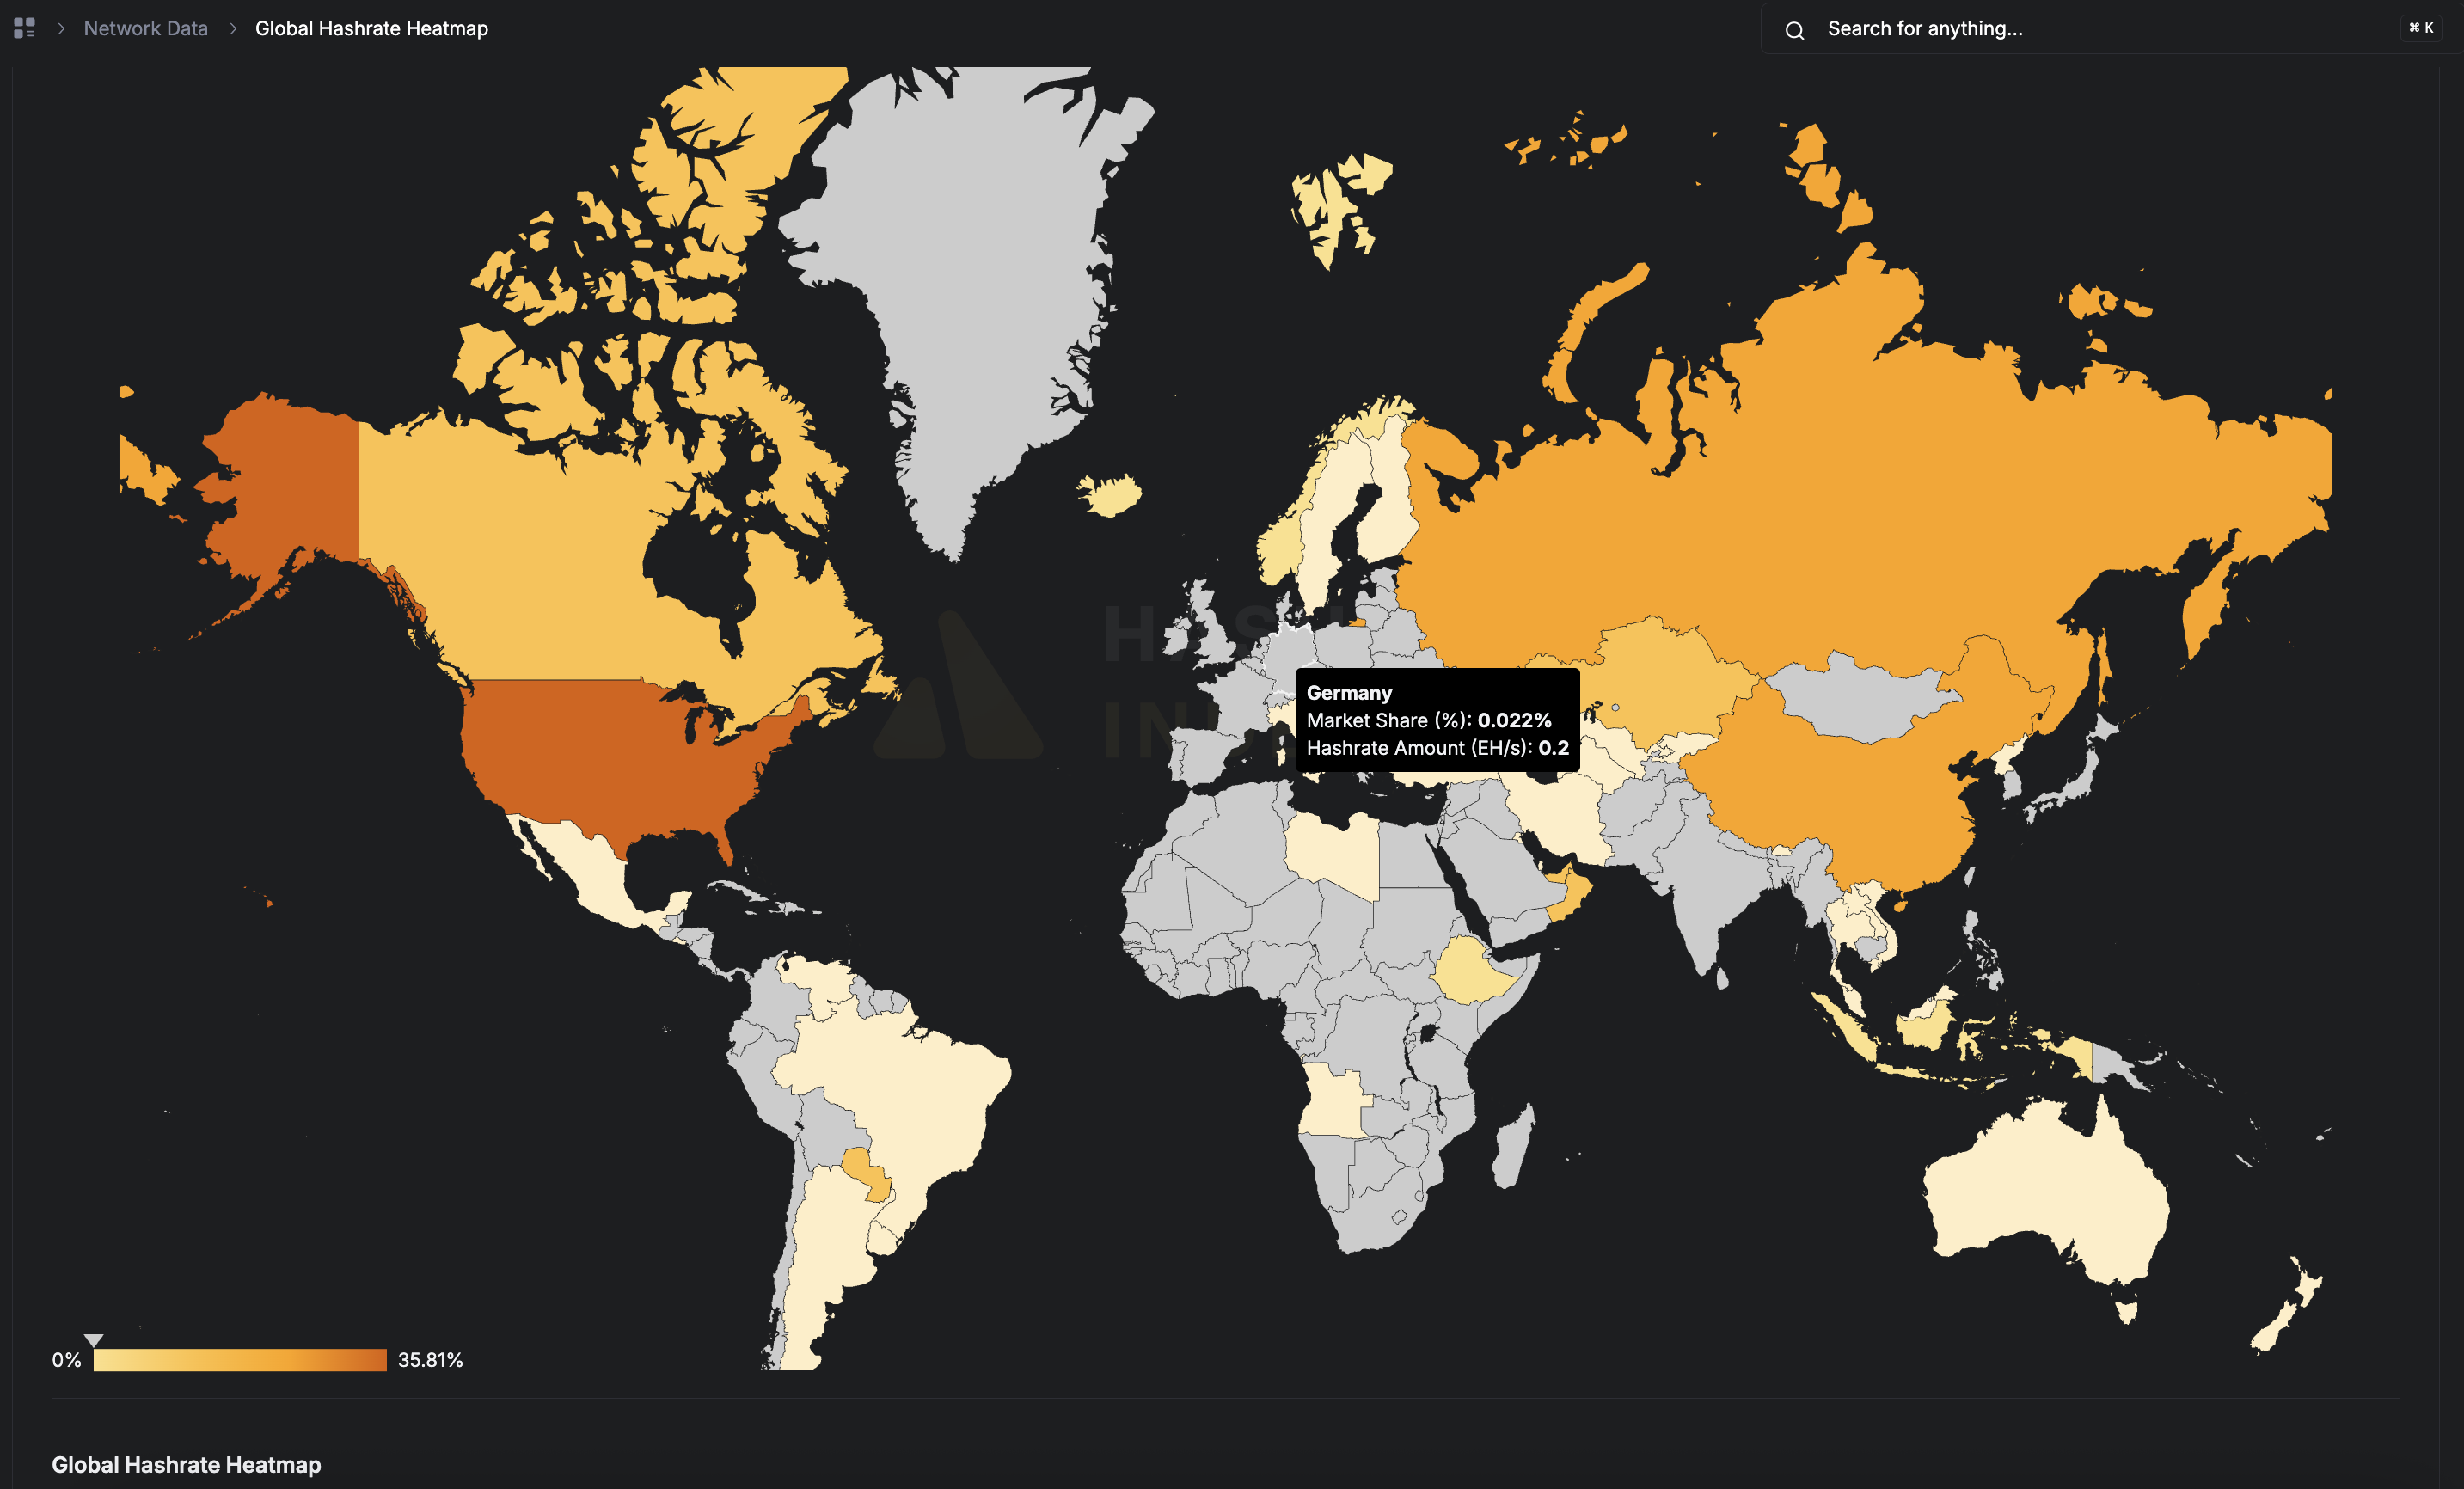 Network Data
Global Hashrate Heatmap
Search for anything...
⌘ K
HASH
Germany
Market Share (%): 0.022%
Hashrate Amount (EH/s): 0.2
0%
35.81%
Global Hashrate Heatmap